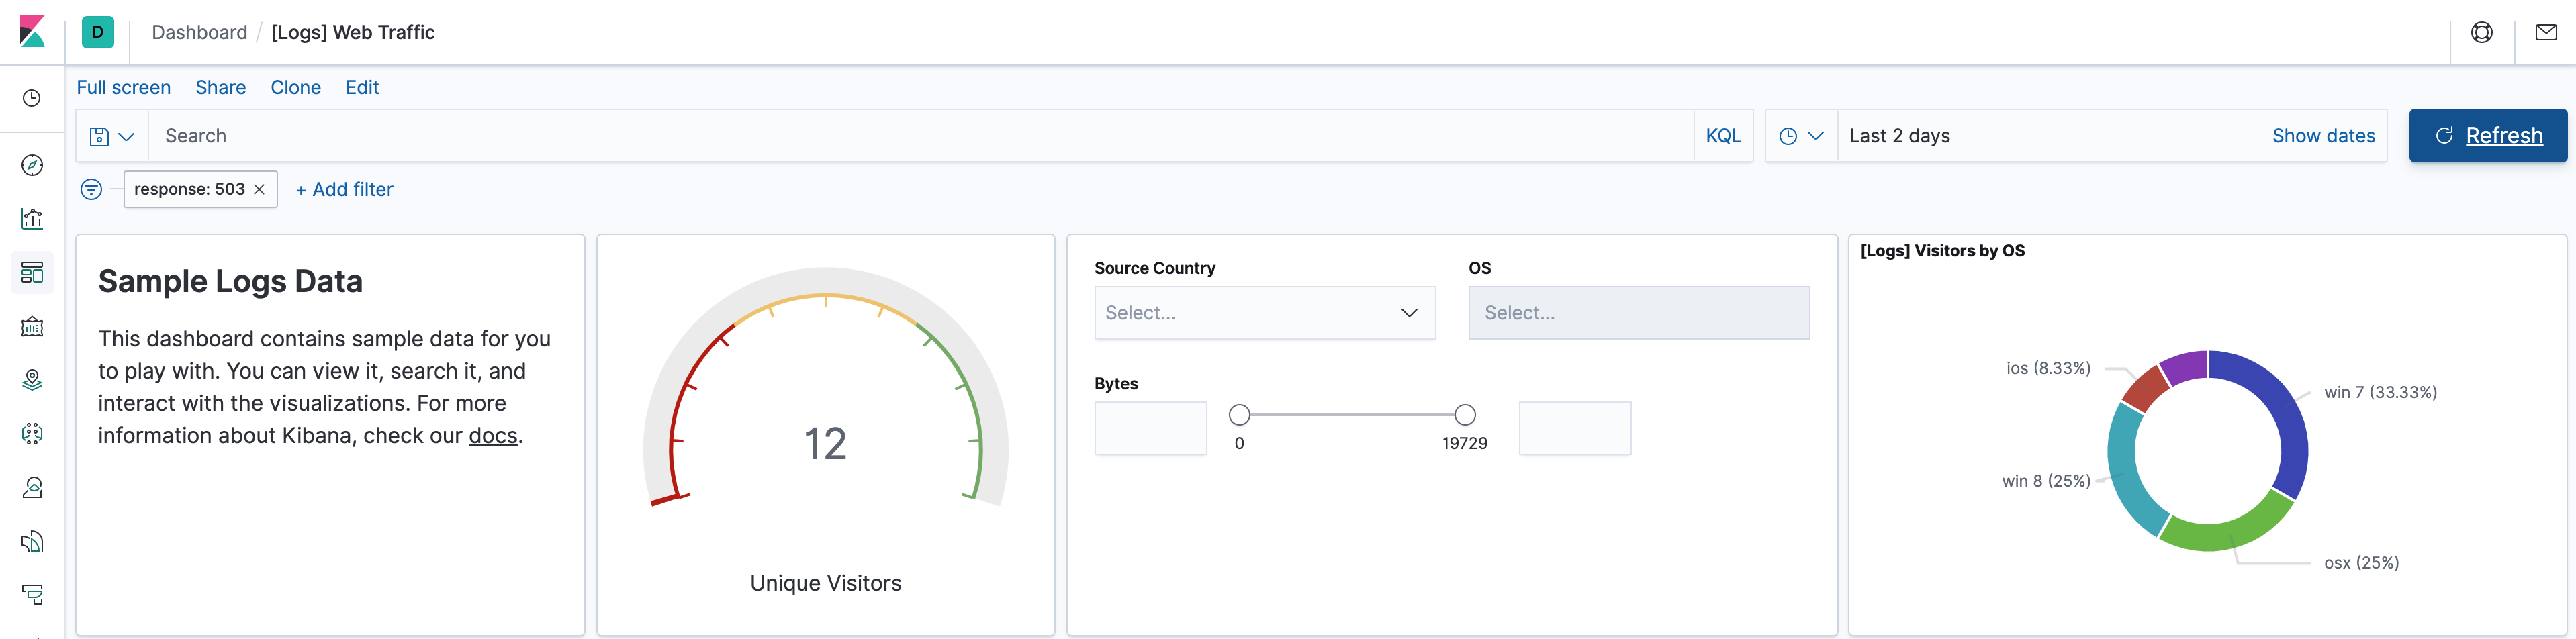 D
Dashboard / [Logs] Web Traffic
Full screen Share Clone Edit
Search KQL Last 2 days Show dates Refresh
response: 503 × + Add filter
Sample Logs Data
This dashboard contains sample data for you
to play with. You can view it, search it, and
interact with the visualizations. For more
information about Kibana, check our docs.
12
Unique Visitors
Source Country
Select...
OS
Select...
Bytes
0
19729
[Logs] Visitors by OS
ios (8.33%)
win 7 (33.33%)
win 8 (25%)
osx (25%)